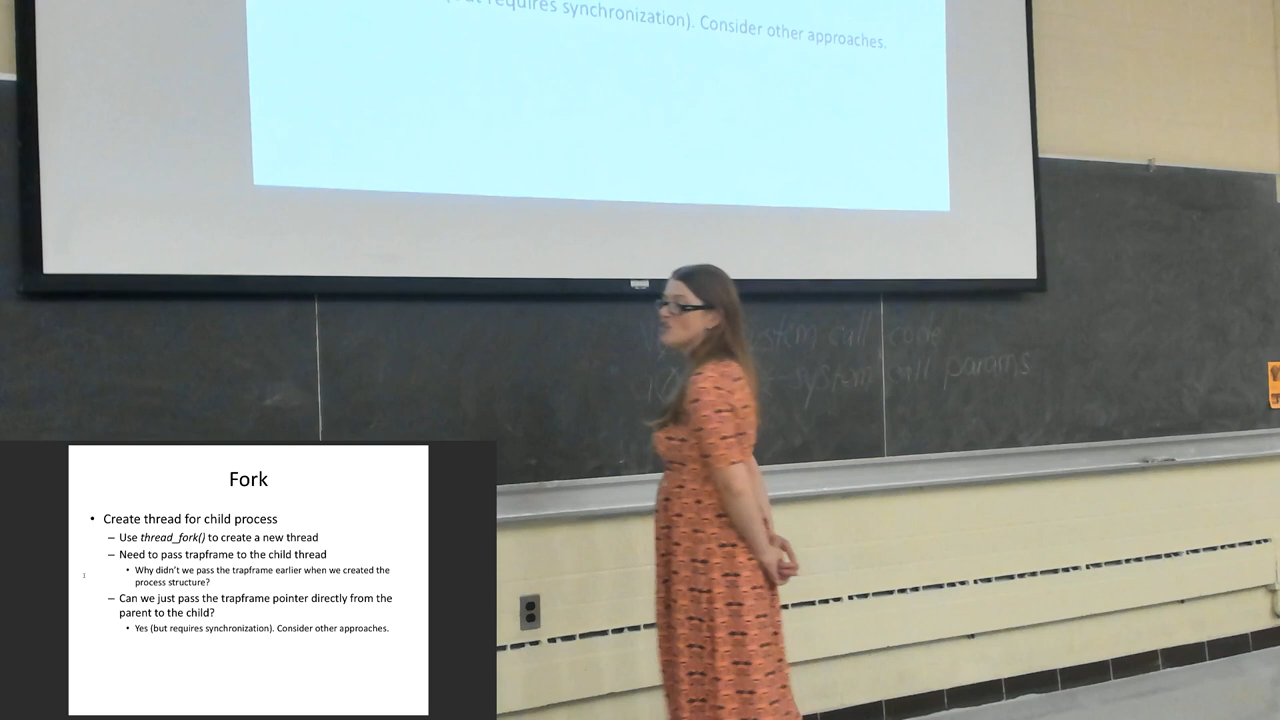 (but requires synchronization). Consider other approaches.
system call code
system call params
Fork
• Create thread for child process
– Use thread_fork() to create a new thread
– Need to pass trapframe to the child thread
• Why didn't we pass the trapframe earlier when we created the
process structure?
– Can we just pass the trapframe pointer directly from the
parent to the child?
• Yes (but requires synchronization). Consider other approaches.
1